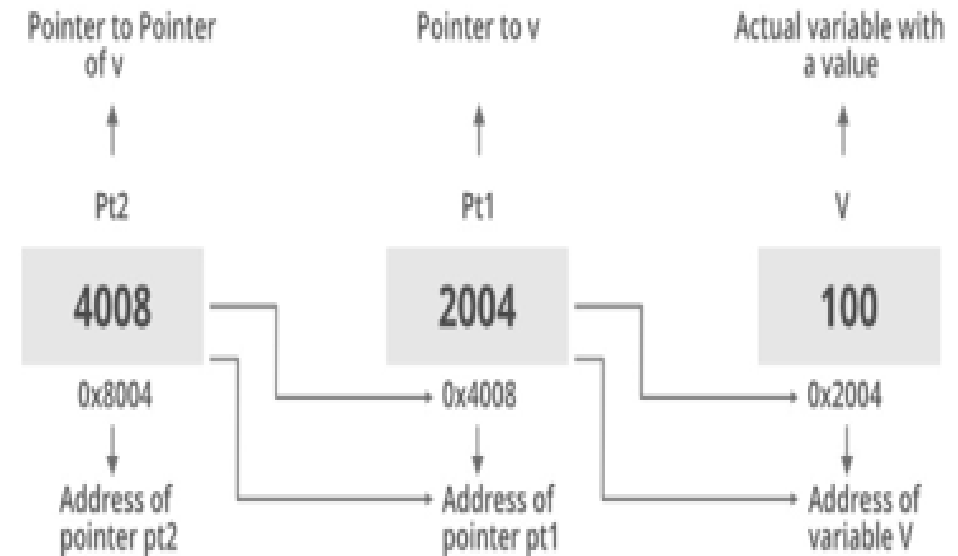 Pointer to Pointer
of v
Pointer to v
Actual variable with
a value
Pt2
Pt1
V
4008
2004
100
0x8004
0x4008
0x2004
Address of
pointer pt2
Address of
pointer pt1
Address of
variable V